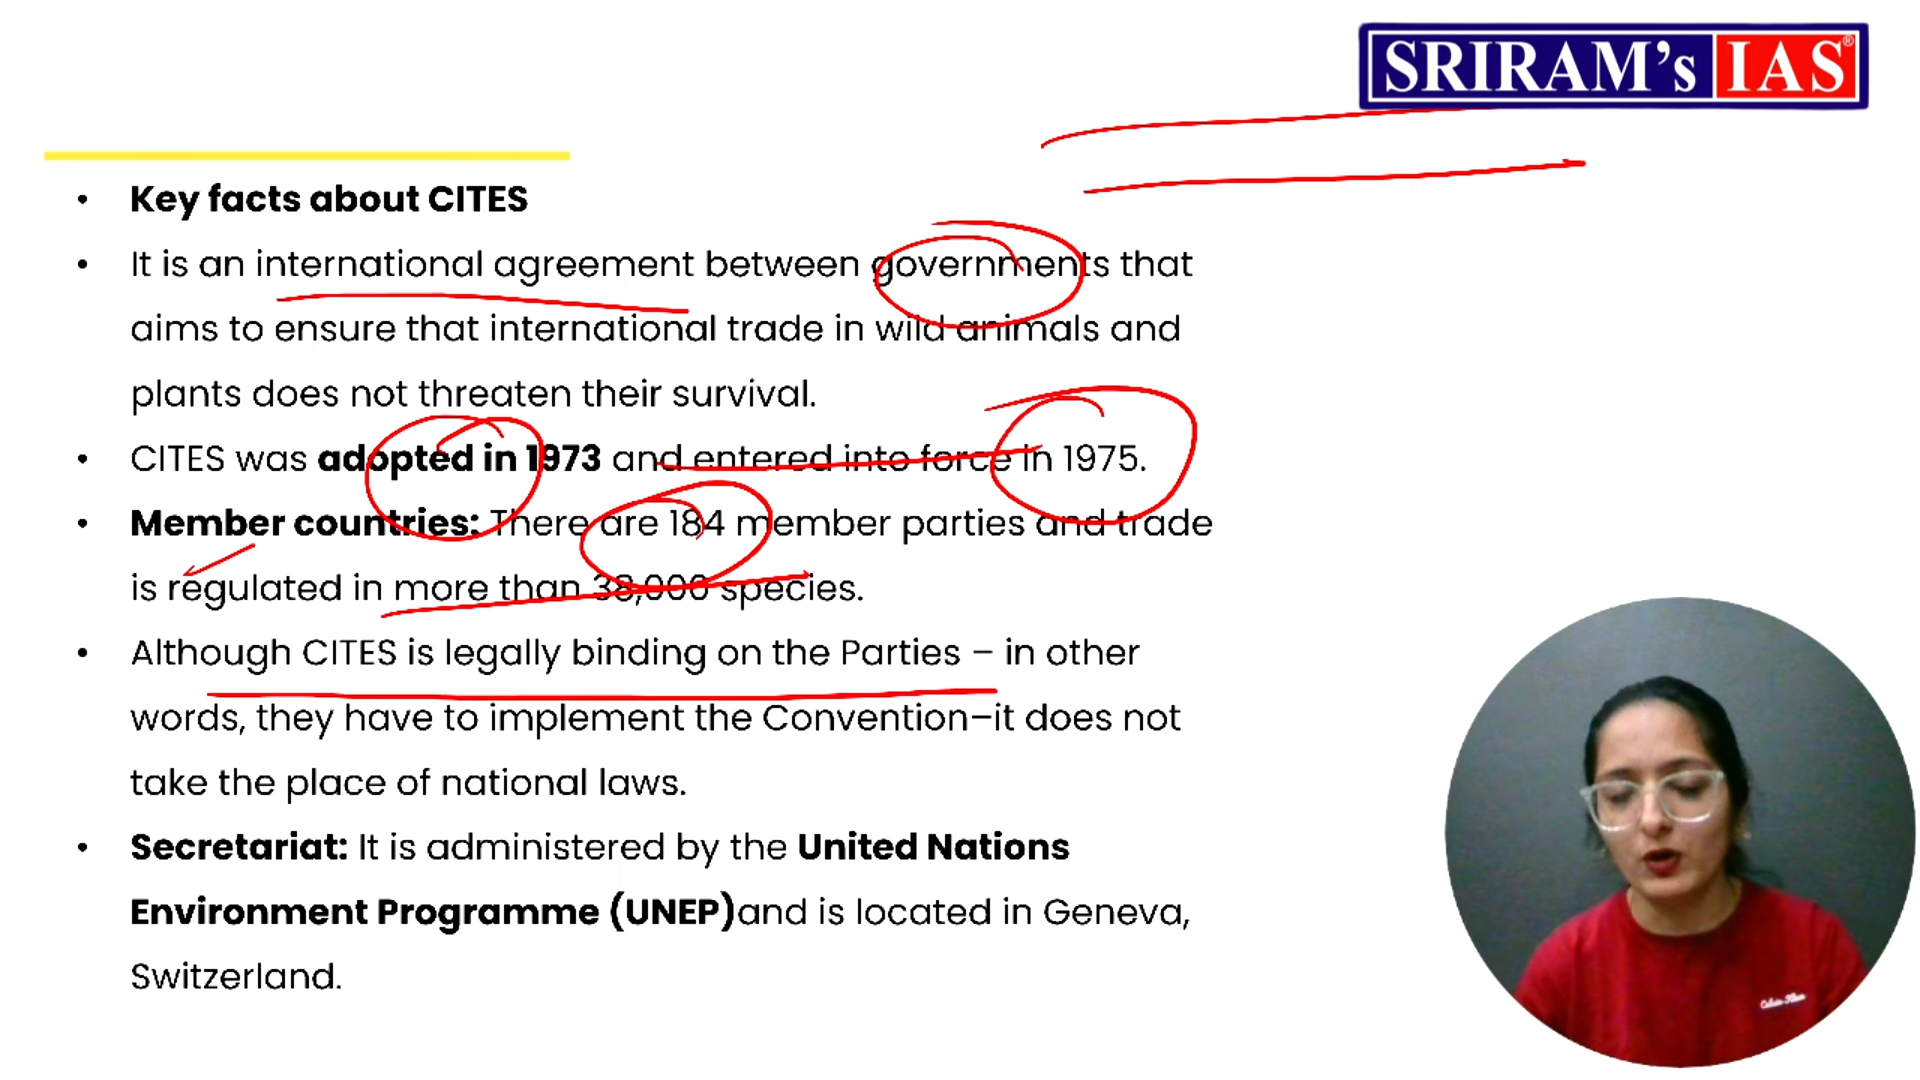 SRIRAM's IAS®
• Key facts about CITES
• It is an international agreement between governments that
aims to ensure that international trade in wild animals and
plants does not threaten their survival.
• CITES was adopted in 1973 and entered into force in 1975.
• Member countries: There are 184 member parties and trade
is regulated in more than 38,000 species.
• Although CITES is legally binding on the Parties – in other
words, they have to implement the Convention–it does not
take the place of national laws.
• Secretariat: It is administered by the United Nations
Environment Programme (UNEP)and is located in Geneva,
Switzerland.
Calvin Klein